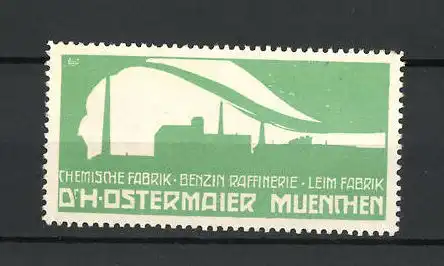 CHEMISCHE FABRIK · BENZIN RAFFINERIE · LEIM FABRIK
DR·H·OSTERMAIER MUENCHEN